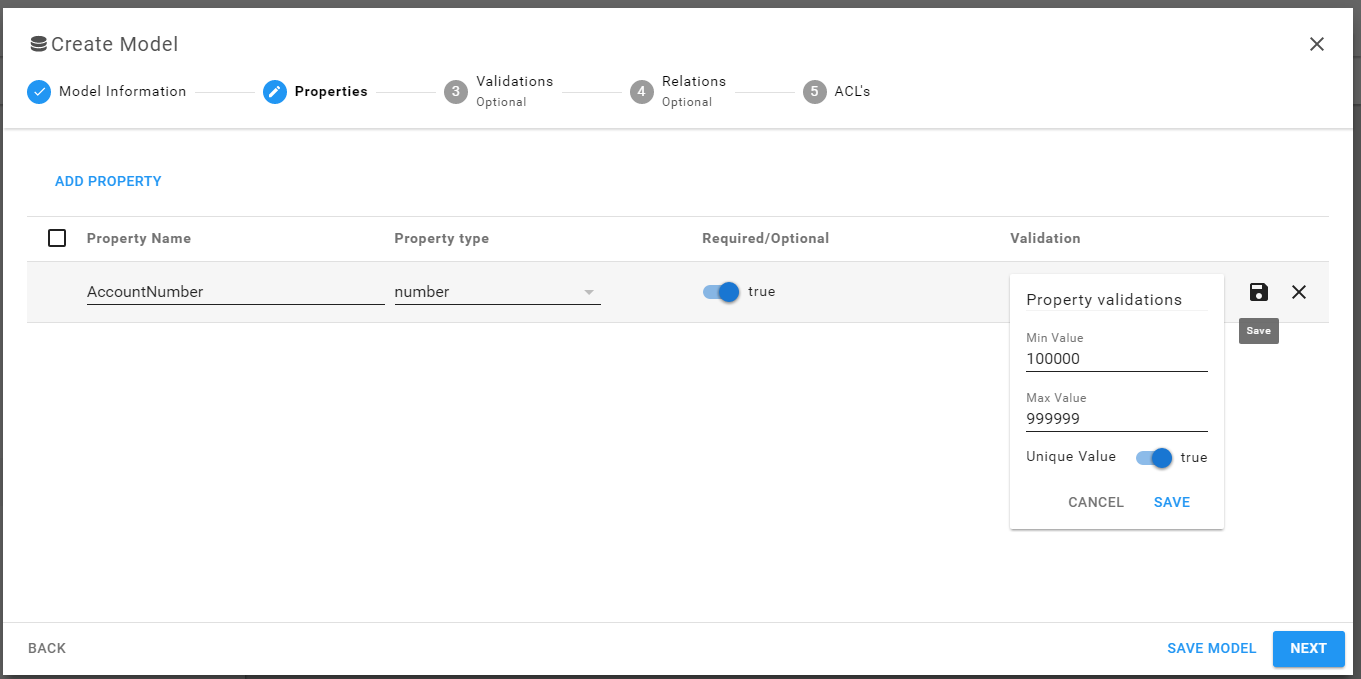 Create Model
Model Information
Properties
3 Validations
Optional
4 Relations
Optional
5 ACL's
ADD PROPERTY
Property Name Property type Required/Optional Validation
AccountNumber number true
Property validations
Save
Min Value
100000
Max Value
999999
Unique Value true
CANCEL SAVE
BACK SAVE MODEL NEXT